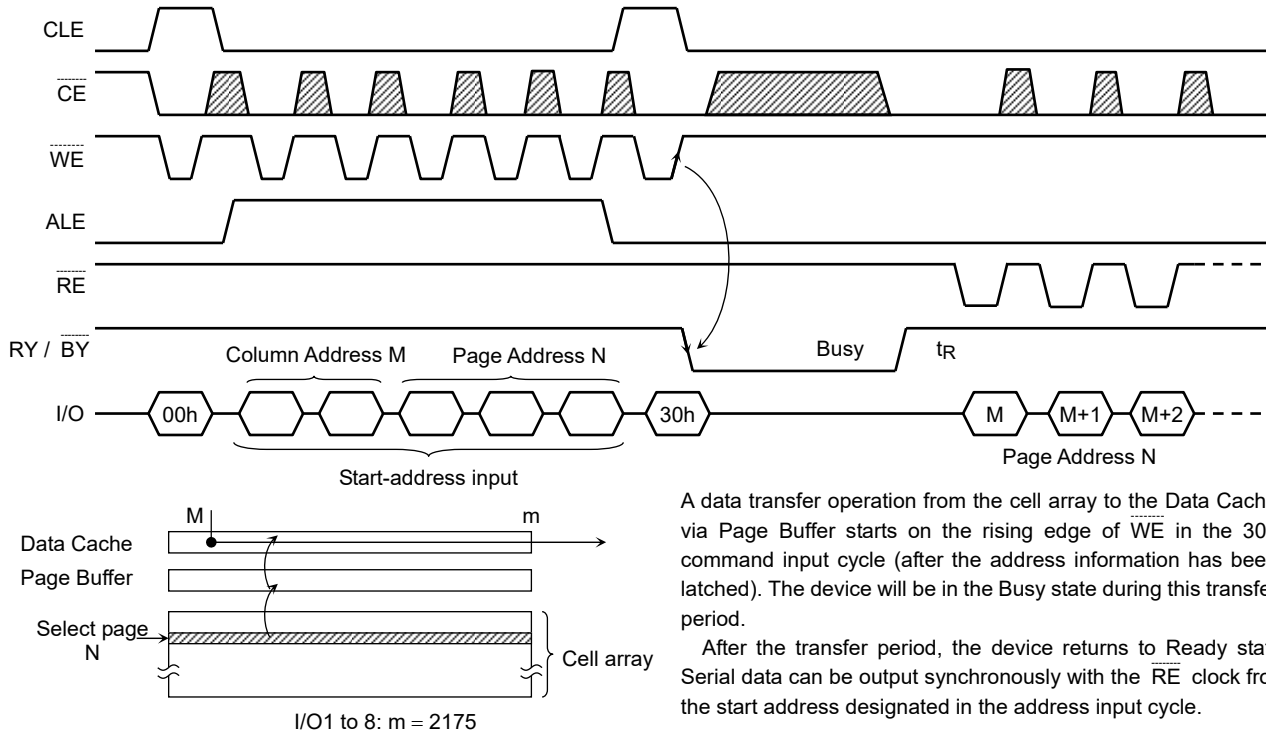 CLE
CE
WE
ALE
RE
RY / BY
Busy
tR
Column Address M
Page Address N
I/O
00h
30h
M
M+1
M+2
Start-address input
Page Address N
M
m
Data Cache
Page Buffer
Select page
N
Cell array
I/O1 to 8: m = 2175
A data transfer operation from the cell array to the Data Cach
via Page Buffer starts on the rising edge of WE in the 30
command input cycle (after the address information has bee
latched). The device will be in the Busy state during this transfe
period.
After the transfer period, the device returns to Ready stat
Serial data can be output synchronously with the RE clock fro
the start address designated in the address input cycle.